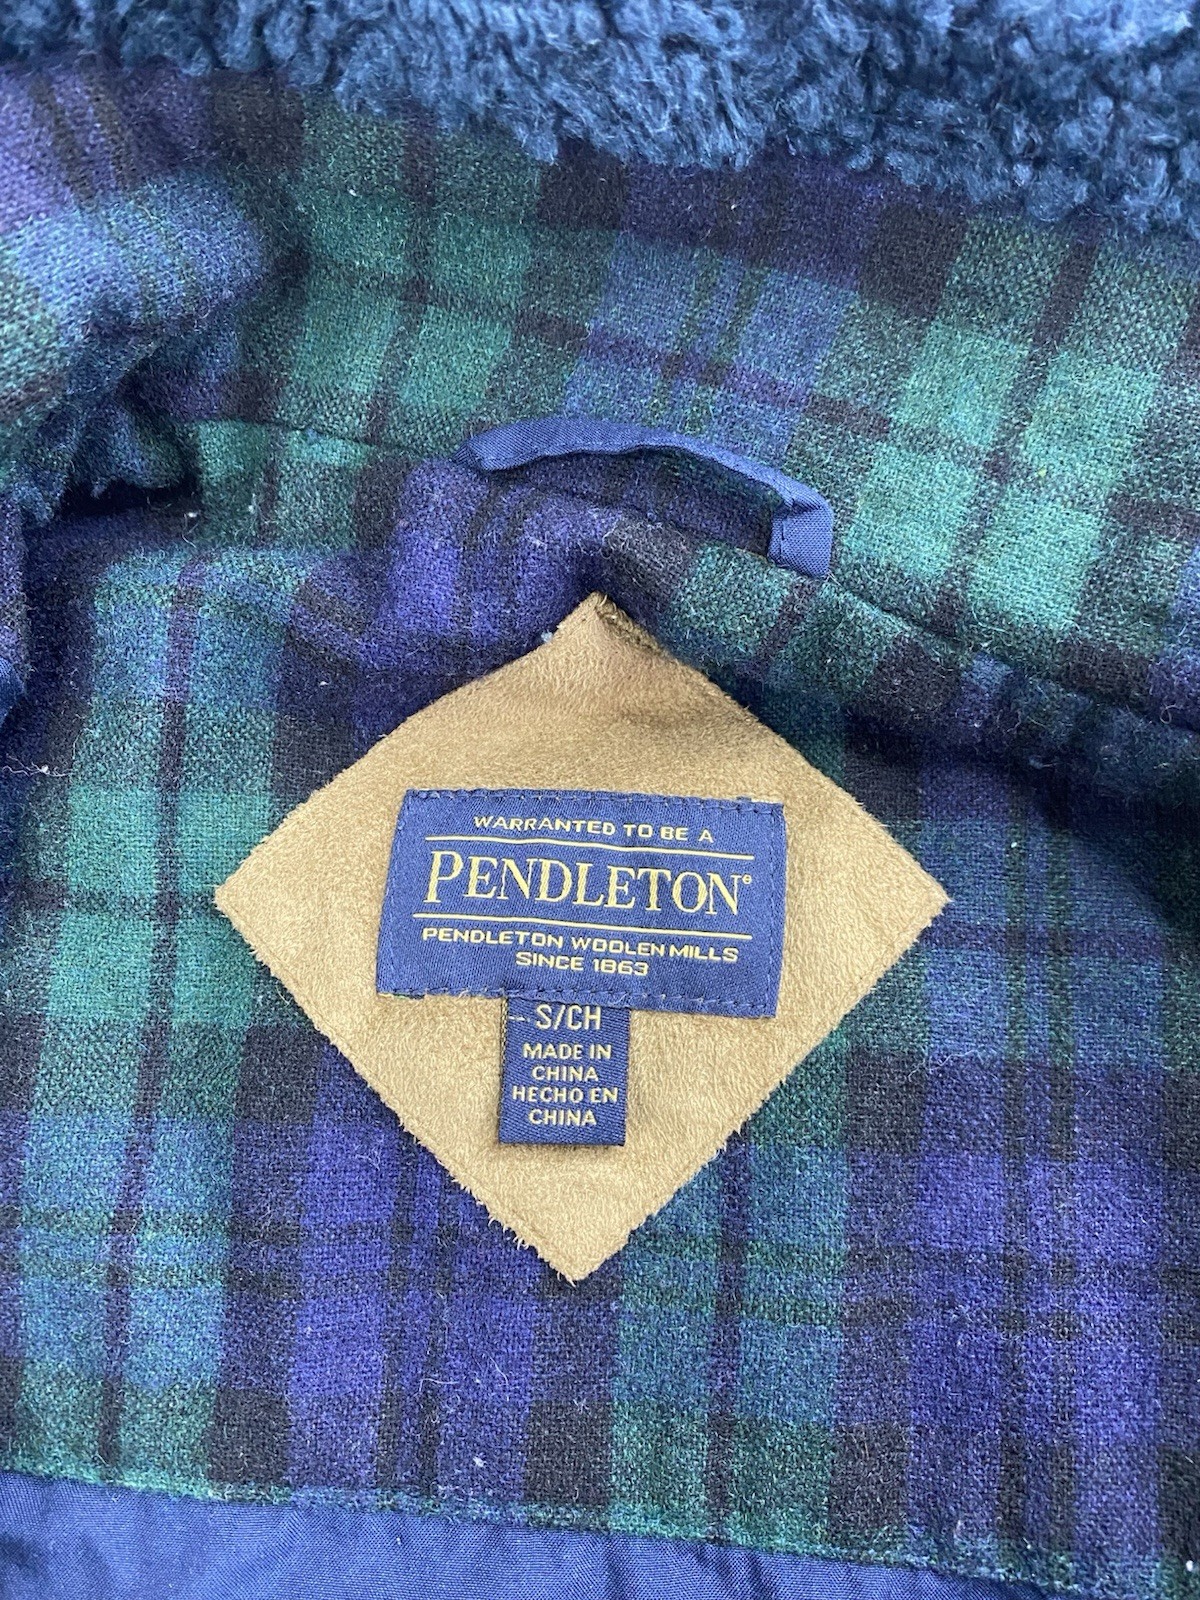 WARRANTED TO BE A
PENDLETON®
PENDLETON WOOLEN MILLS
SINCE 1863
S/CH
MADE IN
CHINA
HECHO EN
CHINA